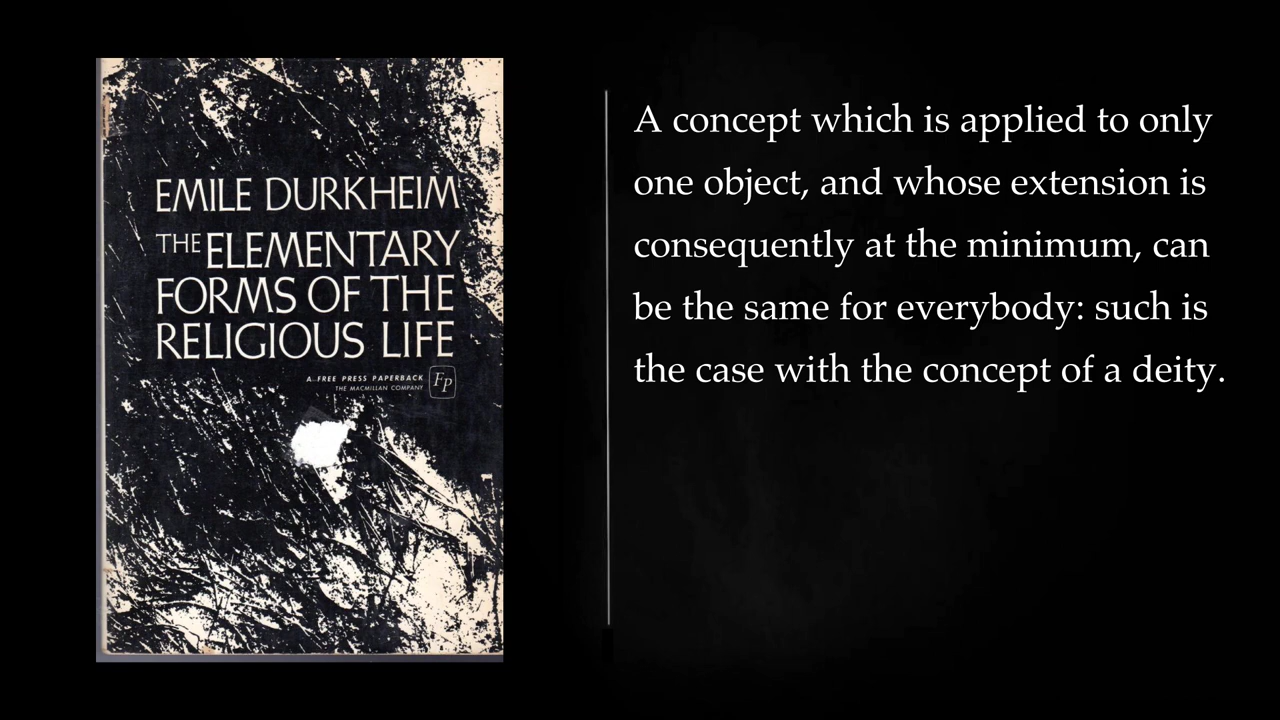 EMILE DURKHEIM
THE ELEMENTARY
FORMS OF THE
RELIGIOUS LIFE
A FREE PRESS PAPERBACK
THE MACMILLAN COMPANY
Fp
A concept which is applied to only
one object, and whose extension is
consequently at the minimum, can
be the same for everybody: such is
the case with the concept of a deity.